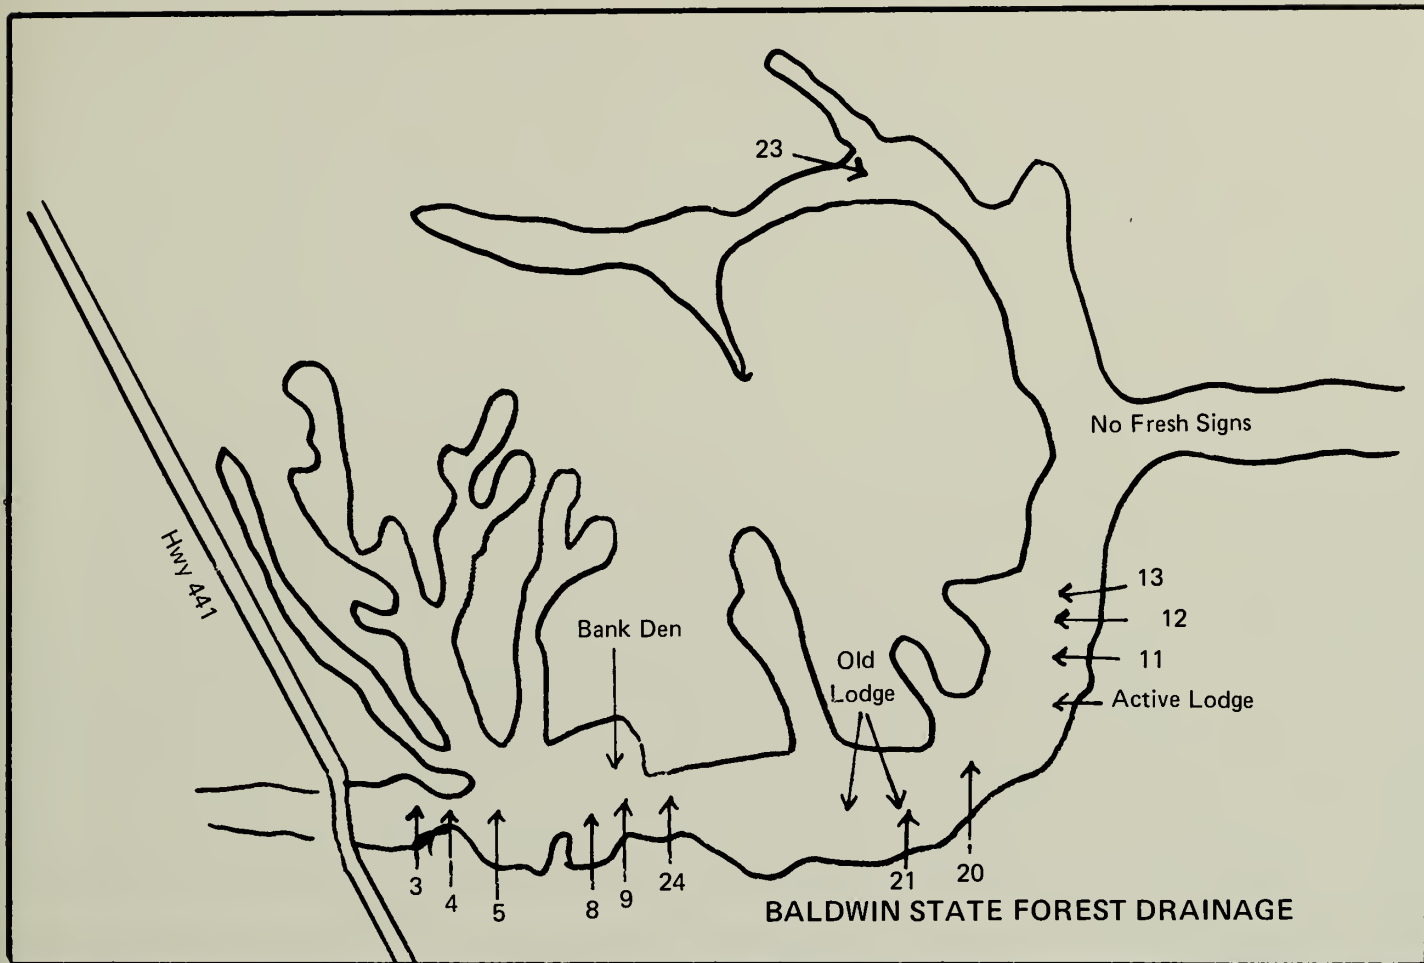 23
No Fresh Signs
Hwy 441
13
Bank Den
12
Old
Lodge
11
Active Lodge
3
4
5
8
9
24
21
20
BALDWIN STATE FOREST DRAINAGE